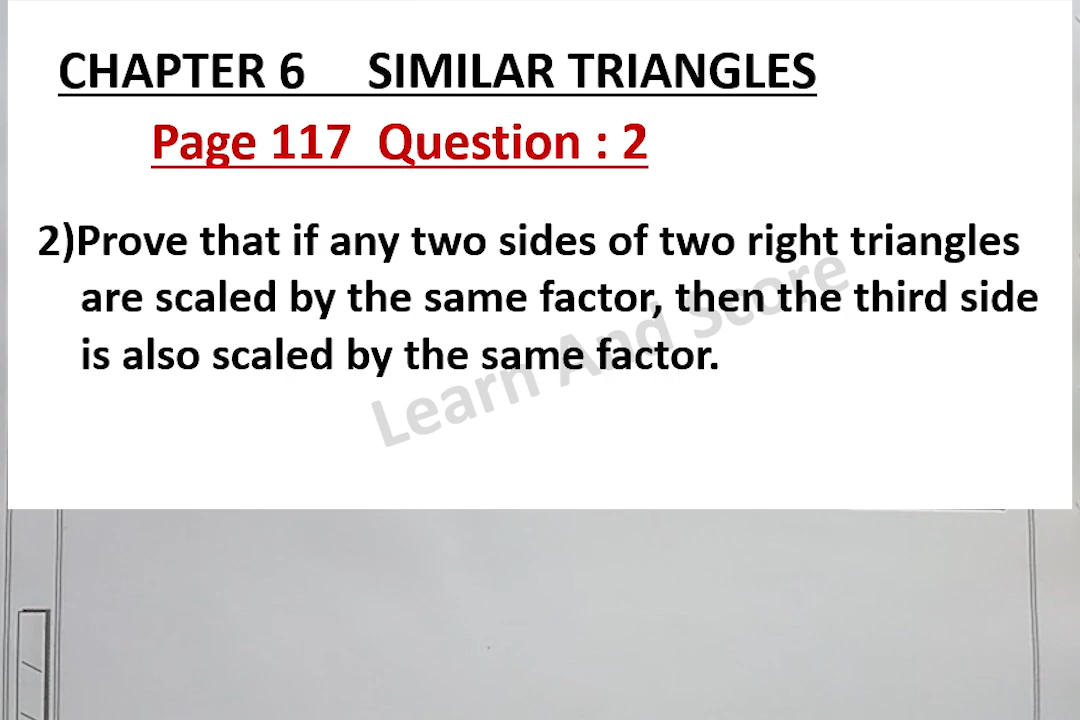 CHAPTER 6 SIMILAR TRIANGLES
Page 117 Question : 2
2)Prove that if any two sides of two right triangles
are scaled by the same factor, then the third side
is also scaled by the same factor.
Learn And Score